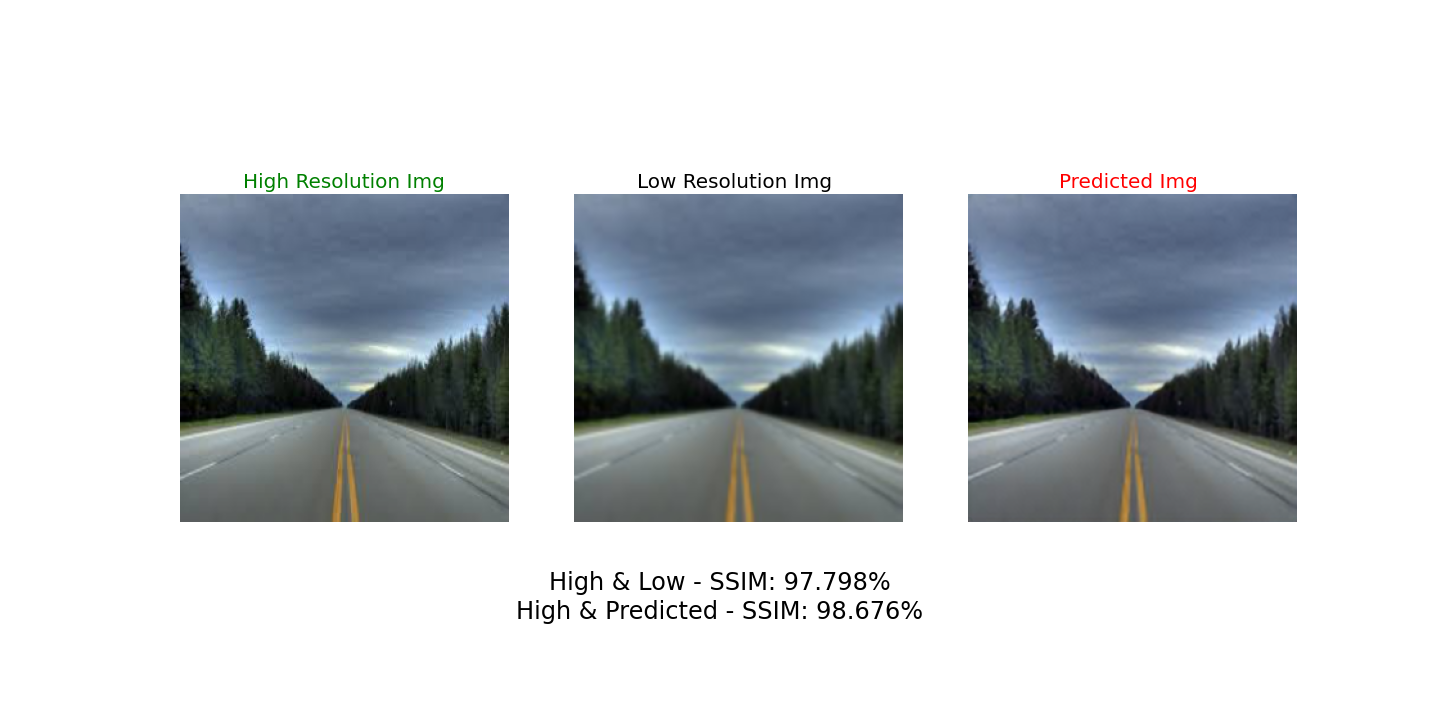 High Resolution Img
Low Resolution Img
Predicted Img
High & Low - SSIM: 97.798%
High & Predicted - SSIM: 98.676%